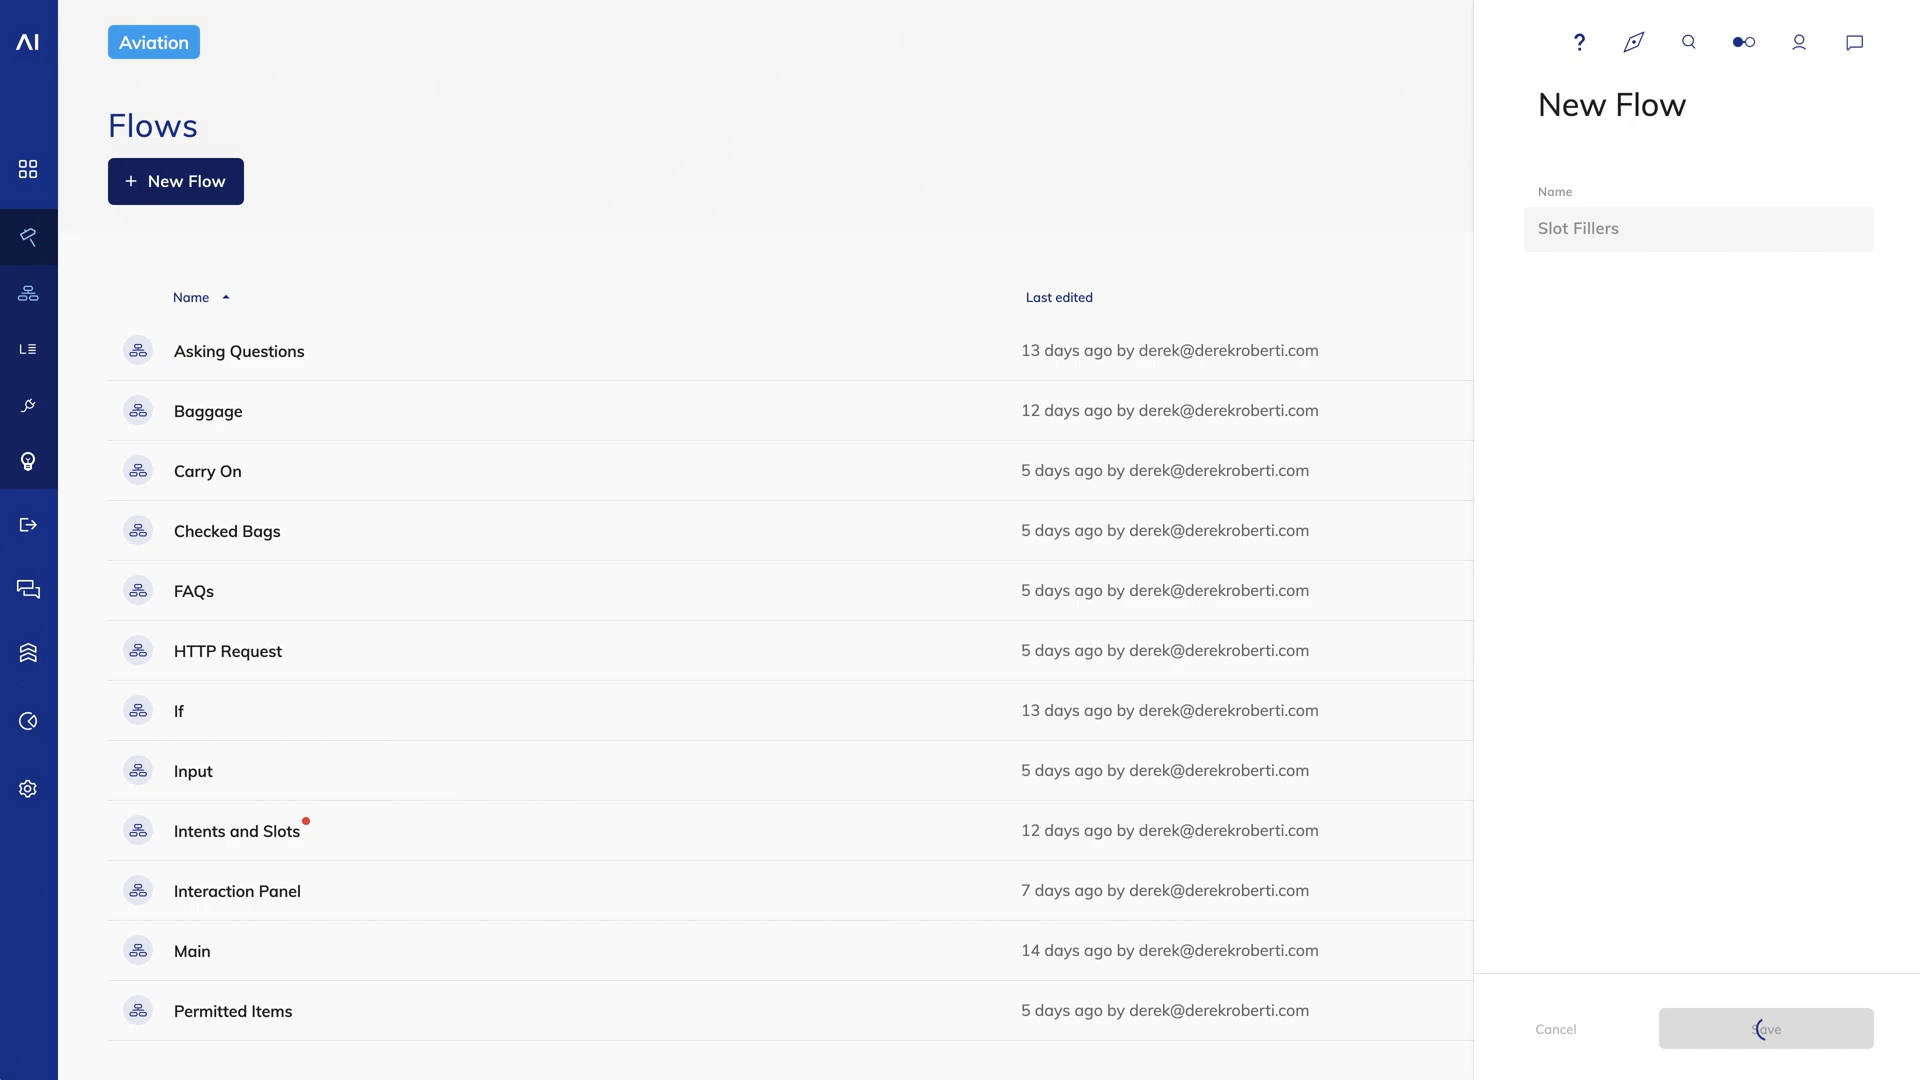 AI
Aviation
Flows
+ New Flow
Name
Last edited
Asking Questions
13 days ago by derek@derekroberti.com
Baggage
12 days ago by derek@derekroberti.com
Carry On
5 days ago by derek@derekroberti.com
Checked Bags
5 days ago by derek@derekroberti.com
FAQs
5 days ago by derek@derekroberti.com
HTTP Request
5 days ago by derek@derekroberti.com
If
13 days ago by derek@derekroberti.com
Input
5 days ago by derek@derekroberti.com
Intents and Slots
12 days ago by derek@derekroberti.com
Interaction Panel
7 days ago by derek@derekroberti.com
Main
14 days ago by derek@derekroberti.com
Permitted Items
5 days ago by derek@derekroberti.com
?
New Flow
Name
Slot Fillers
Cancel
Save